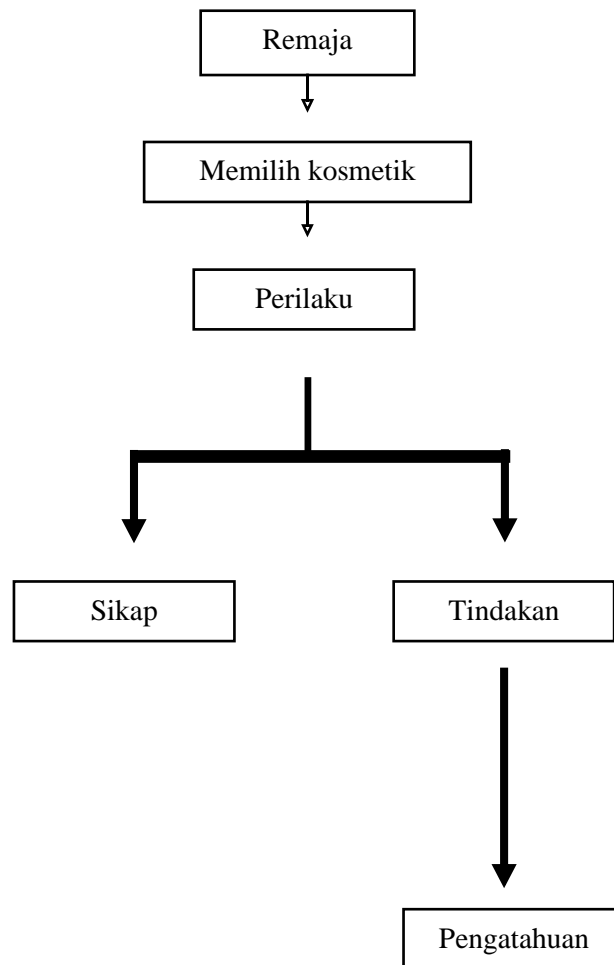 Remaja
Memilih kosmetik
Perilaku
Sikap
Tindakan
Pengatahuan